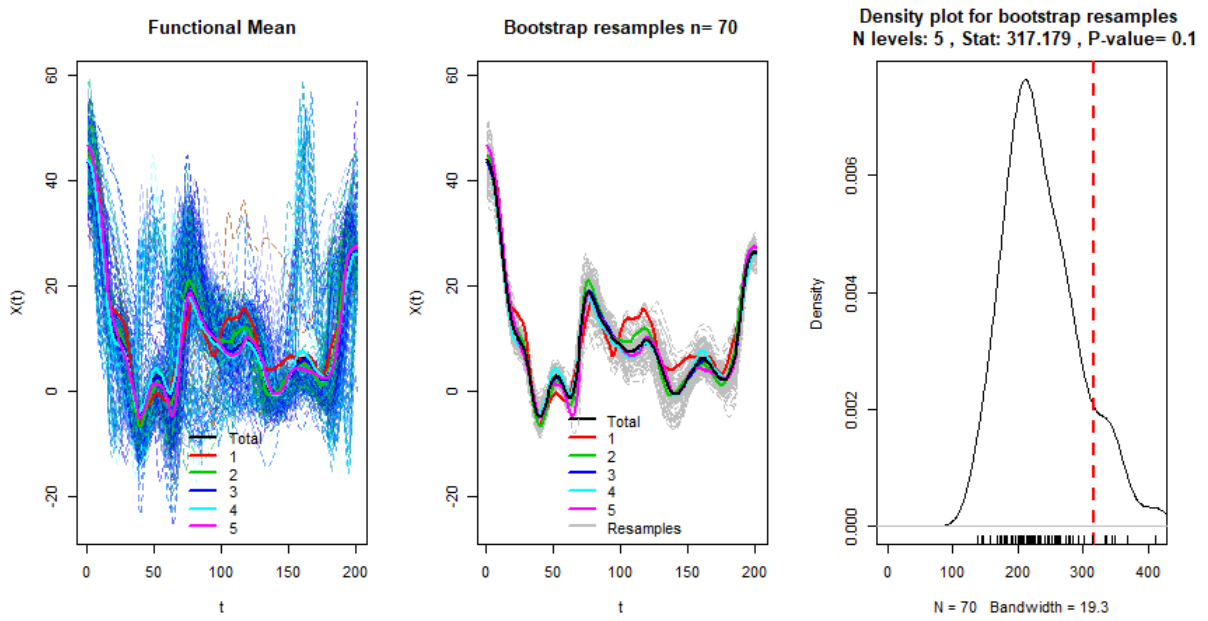 Functional Mean
60
40
20
0
-20
X(t)
0 50 100 150 200
t
Total
1
2
3
4
5
Bootstrap resamples n= 70
60
40
20
0
-20
X(t)
0 50 100 150 200
t
Total
1
2
3
4
5
Resamples
Density plot for bootstrap resamples
N levels: 5 , Stat: 317.179 , P-value= 0.1
0.006
0.004
0.002
0.000
Density
0 100 200 300 400
N = 70 Bandwidth = 19.3